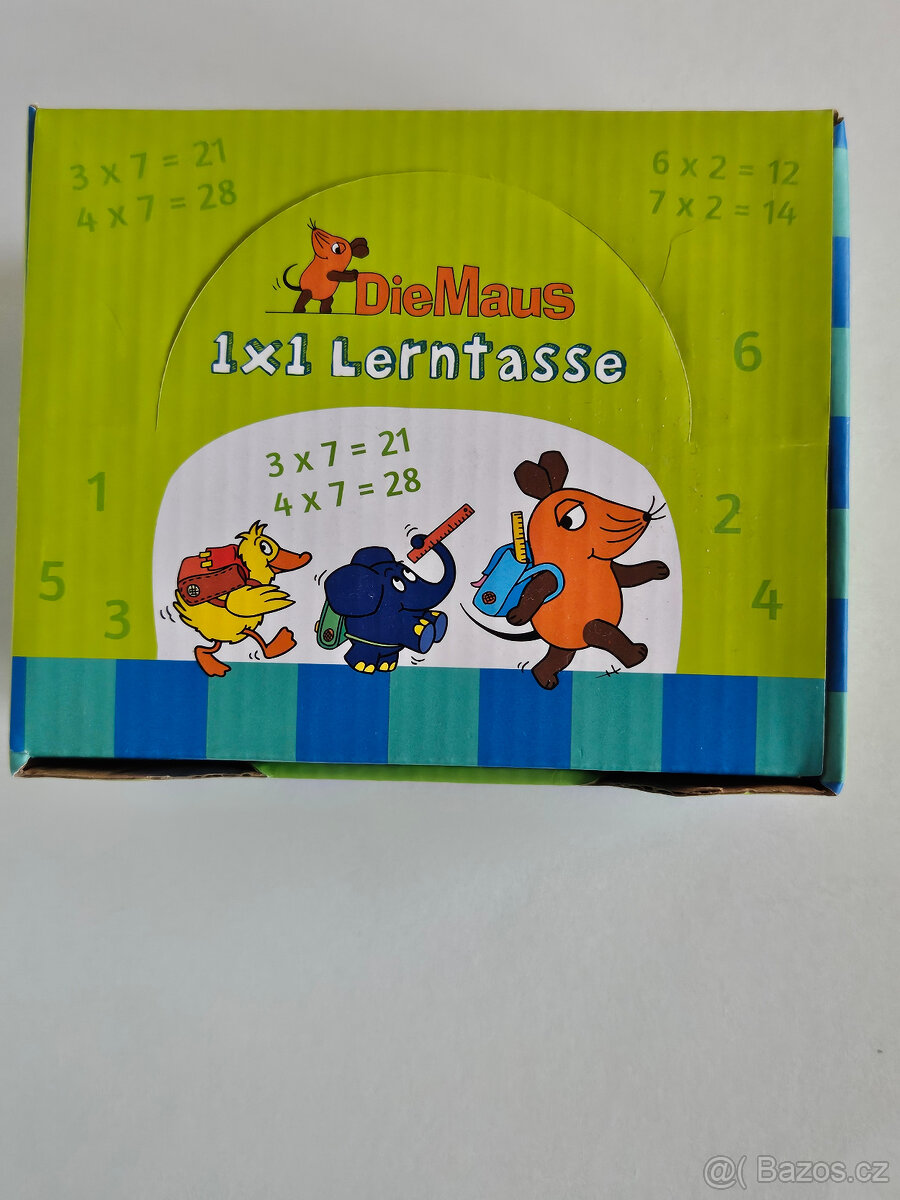 3 x 7 = 21
4 x 7 = 28
6 x 2 = 12
7 x 2 = 14
DieMaus
1x1 Lerntasse
6
3 x 7 = 21
4 x 7 = 28
1
2
5
3
4
@( Bazos.cz